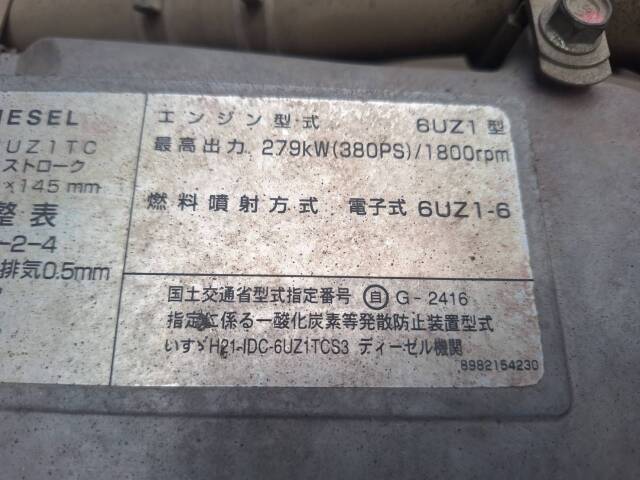 IESEL
UZ1TC
ストローク
×145 mm
整表
-2-4
排気0.5mm
エンジン型式 6UZ1型
最高出力 279kW(380PS)/1800rpm
燃料噴射方式 電子式 6UZ1-6
国土交通省型式指定番号 自 G-2416
指定に係る一酸化炭素等発散防止装置型式
いすゞH21-IDC-6UZ1TCS3 ディーゼル機関
8982154230